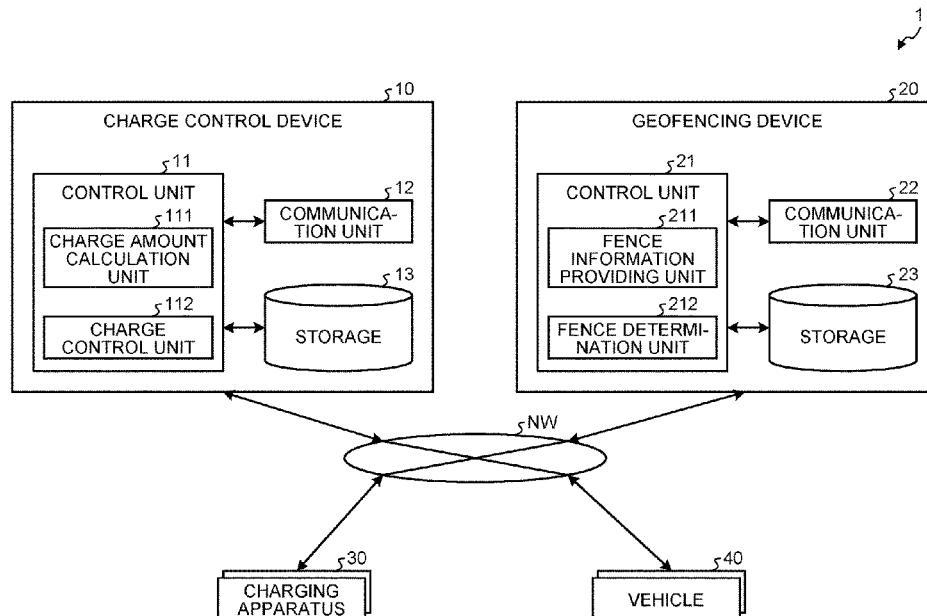 1
10
CHARGE CONTROL DEVICE
11
CONTROL UNIT
111
CHARGE AMOUNT
CALCULATION
UNIT
112
CHARGE
CONTROL UNIT
12
COMMUNICA-
TION UNIT
13
STORAGE
20
GEOFENCING DEVICE
21
CONTROL UNIT
211
FENCE
INFORMATION
PROVIDING UNIT
212
FENCE DETERMI-
NATION UNIT
22
COMMUNICA-
TION UNIT
23
STORAGE
NW
30
CHARGING
APPARATUS
40
VEHICLE